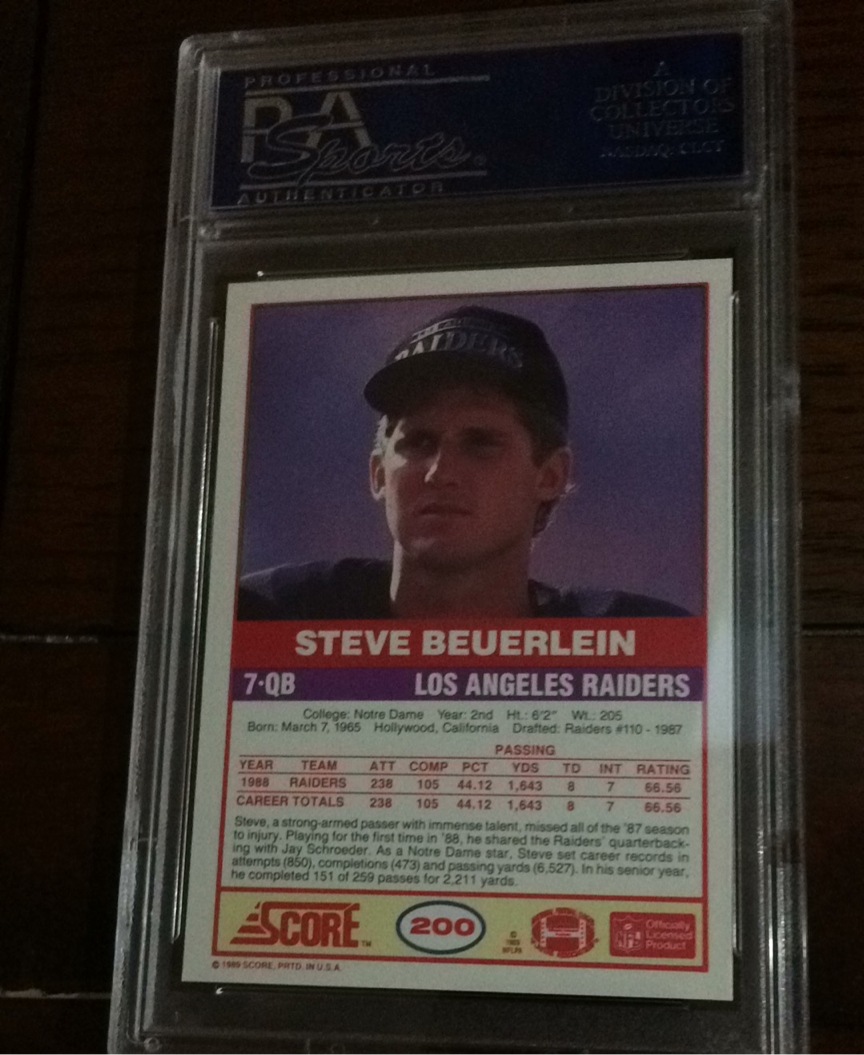 PROFESSIONAL
PSA
Sports®
AUTHENTICATOR
A
DIVISION OF
COLLECTORS
UNIVERSE
NASDAQ: CLCT
RAIDERS
STEVE BEUERLEIN
7·QB LOS ANGELES RAIDERS
College: Notre Dame Year: 2nd Ht.: 6'2" Wt.: 205
Born: March 7, 1965 Hollywood, California Drafted: Raiders #110 - 1987
PASSING
YEAR TEAM ATT COMP PCT YDS TD INT RATING
1988 RAIDERS 238 105 44.12 1,643 8 7 66.56
CAREER TOTALS 238 105 44.12 1,643 8 7 66.56
Steve, a strong-armed passer with immense talent, missed all of the '87 season
to injury. Playing for the first time in '88, he shared the Raiders' quarterback-
ing with Jay Schroeder. As a Notre Dame star, Steve set career records in
attempts (850), completions (473) and passing yards (6,527). In his senior year,
he completed 151 of 259 passes for 2,211 yards.
SCORE™
200
©
1989
NFLPA
NFL
Officially
Licensed
Product
© 1989 SCORE, PRTD. IN U.S.A.